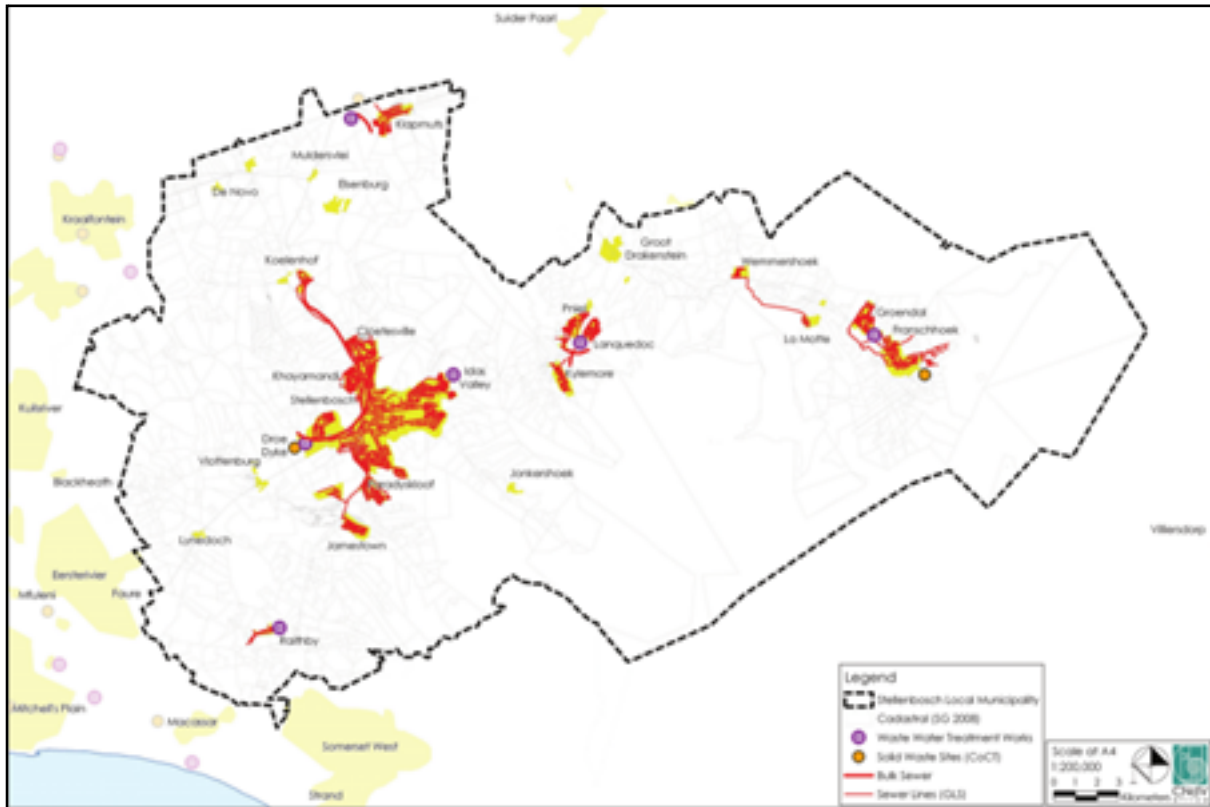 Suider Paarl
Klapmuts
Muldersvlei
De Novo
Elsenburg
Kraaifontein
Koelenhof
Groot
Drakenstein
Wemmershoek
Cloetesville
Pniel
Groendal
Franschhoek
Lanquedoc
La Motte
Khayamandi
Idas
Valley
Kylemore
Stellenbosch
Kuilsriver
Droe
Dyke
Vlottenburg
Jonkershoek
Blackheath
Paradyskloof
Jamestown
Lynedoch
Villiersdorp
Eersterivier
Mfuleni
Faure
Raithby
Mitchell's Plain
Macassar
Somerset West
Strand
Legend
Stellenbosch Local Municipality
Cadastral (SG 2008)
Waste Water Treatment Works
Solid Waste Sites (CoCT)
Bulk Sewer
Sewer Lines (GLS)
Scale at A4
1:200,000
0 1 2 3
Kilometers